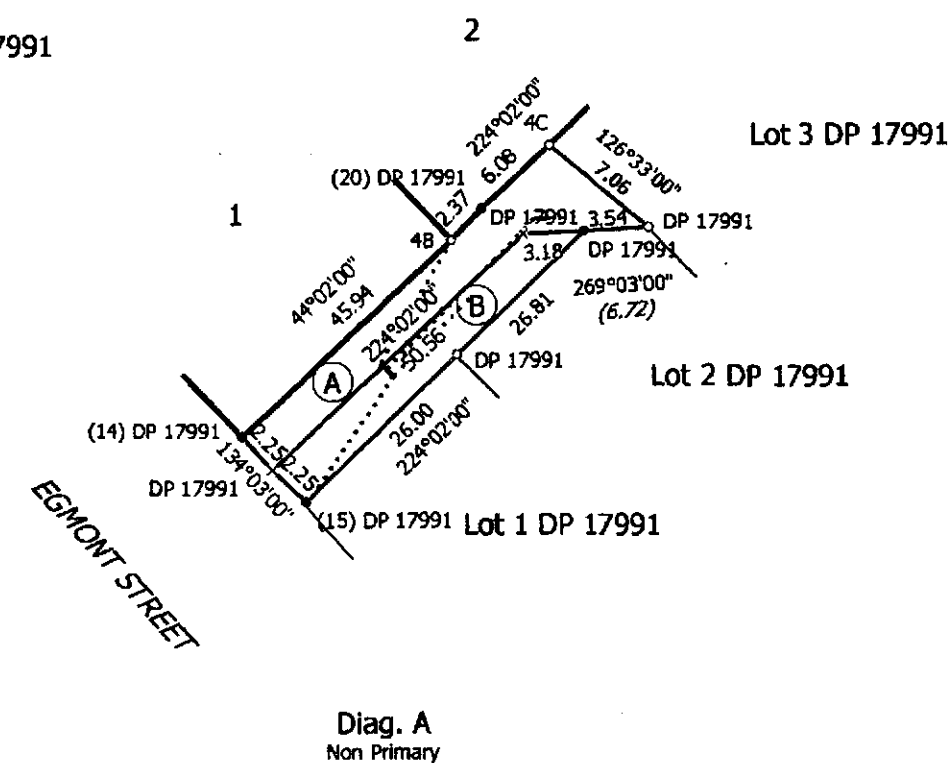 2
7991
224°02'00"
4C
Lot 3 DP 17991
126°33'00"
7.06
6.08
(20) DP 17991
2.37
1
DP 17991
3.54
DP 17991
4B
3.18
DP 17991
44°02'00"
45.94
269°03'00"
(6.72)
224°02'00"
50.56
B
26.81
A
DP 17991
Lot 2 DP 17991
26.00
224°02'00"
(14) DP 17991
2.25
2.25
134°03'00"
DP 17991
(15) DP 17991
Lot 1 DP 17991
EGMONT STREET
Diag. A
Non Primary